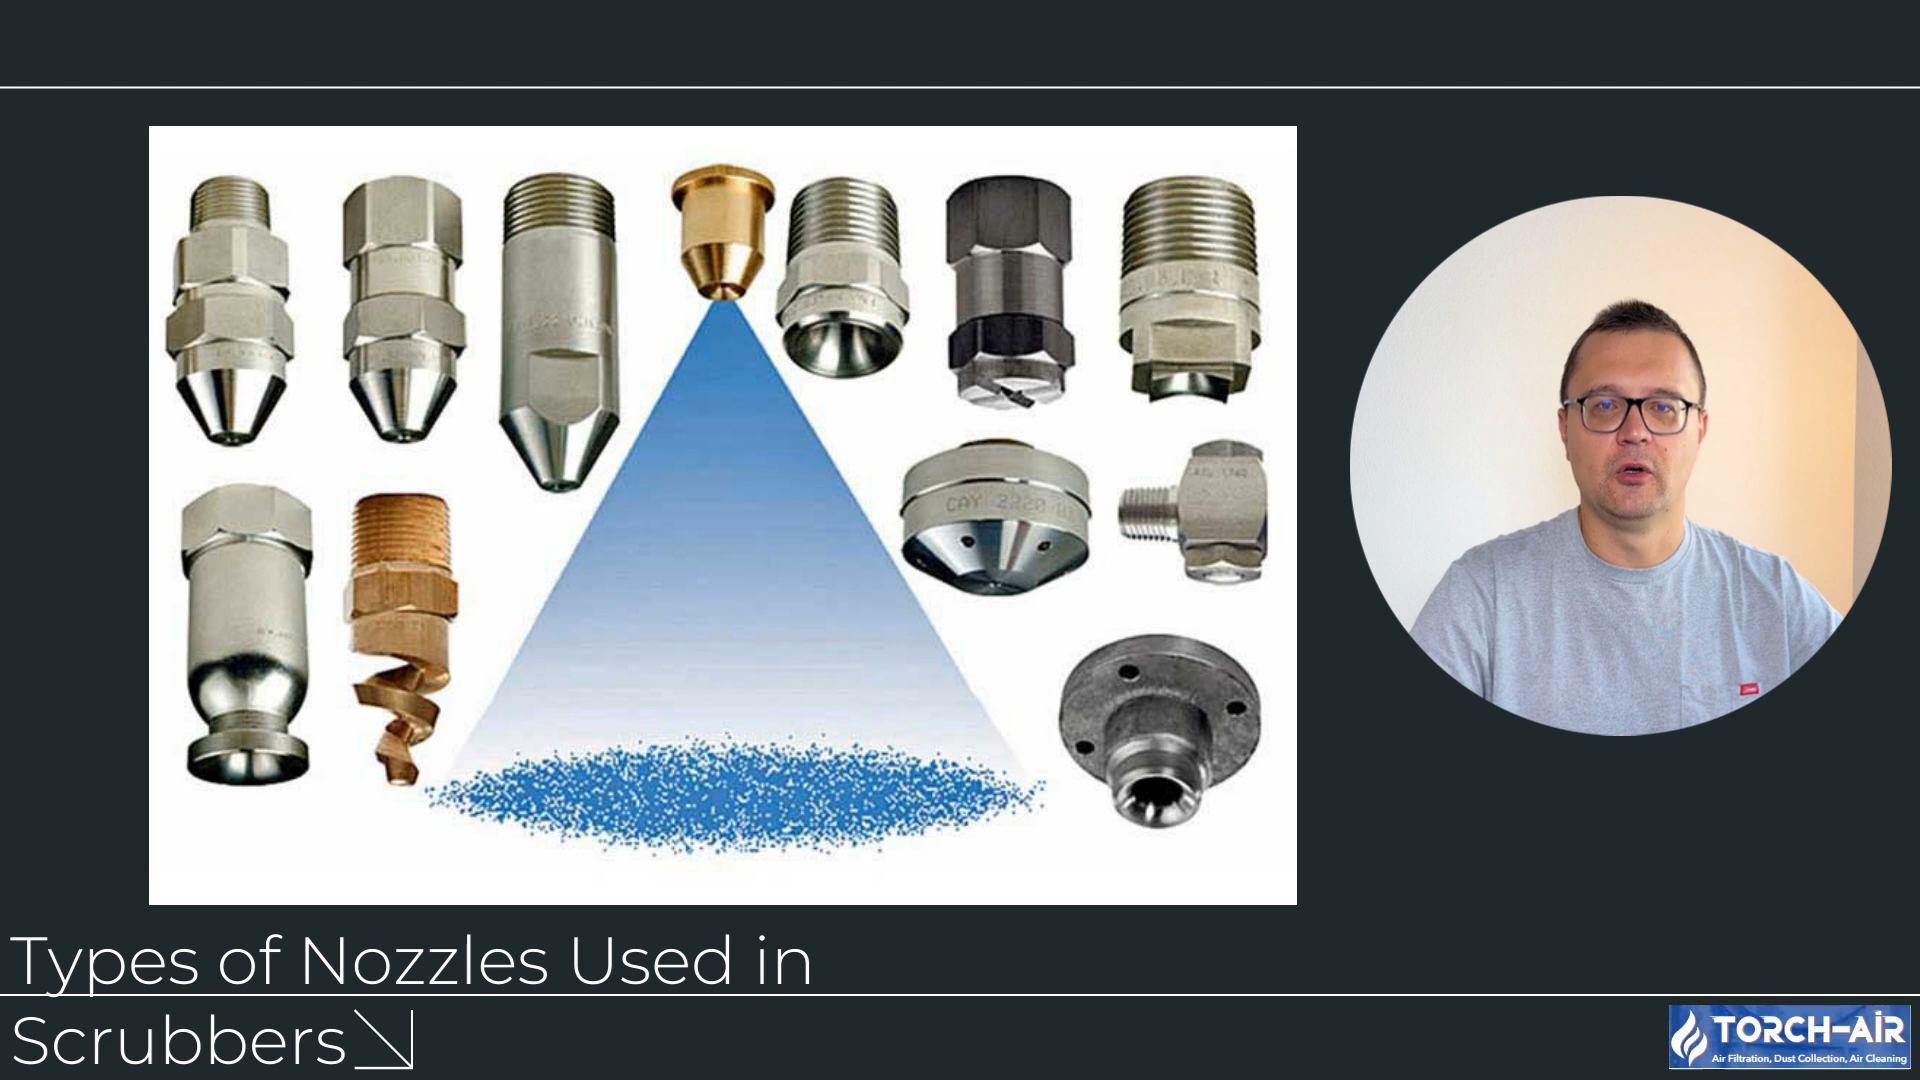 CAY 2220
Types of Nozzles Used in
Scrubbers
TORCH-AiR
Air Filtration, Dust Collection, Air Cleaning